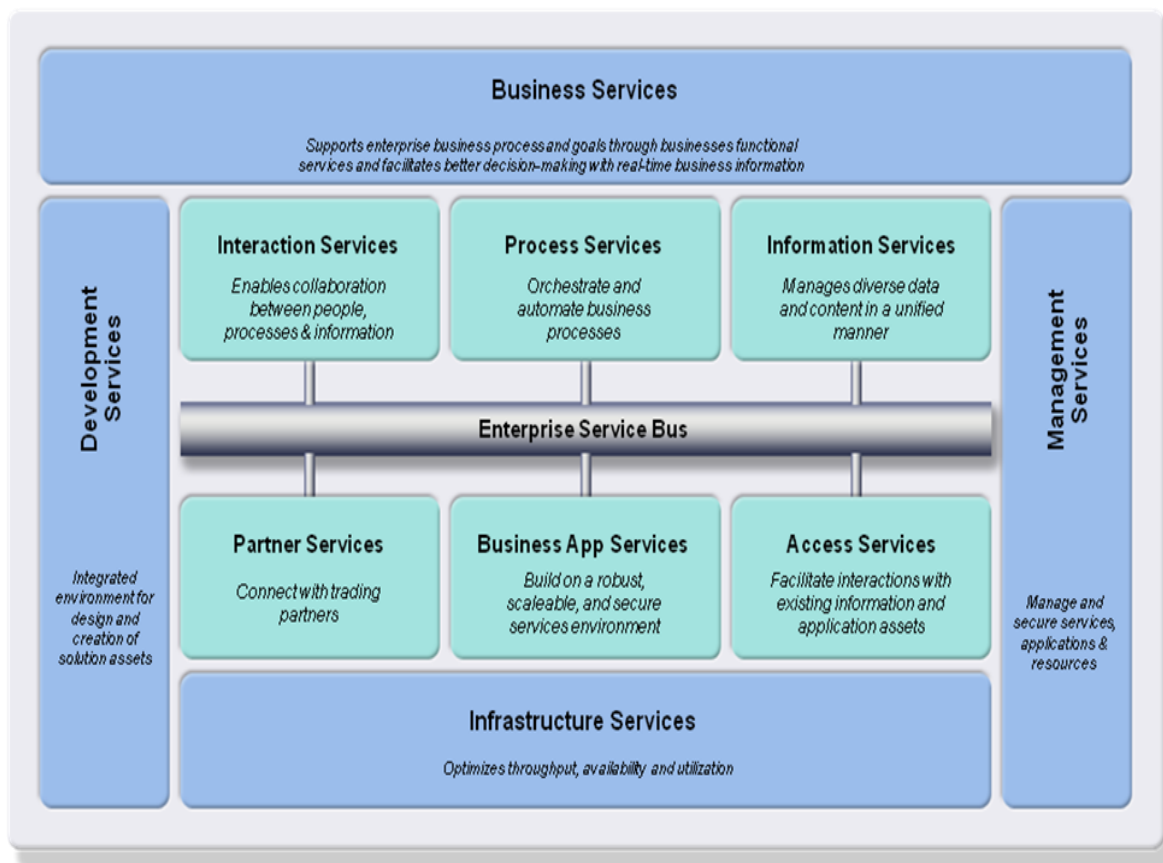 Business Services
Supports enterprise business process and goals through businesses functional
services and facilitates better decision-making with real-time business information
Development
Services
Integrated
environment for
design and
creation of
solution assets
Interaction Services
Enables collaboration
between people,
processes & information
Process Services
Orchestrate and
automate business
processes
Information Services
Manages diverse data
and content in a unified
manner
Enterprise Service Bus
Partner Services
Connect with trading
partners
Business App Services
Build on a robust,
scaleable, and secure
services environment
Access Services
Facilitate interactions with
existing information and
application assets
Management
Services
Manage and
secure services,
applications &
resources
Infrastructure Services
Optimizes throughput, availability and utilization